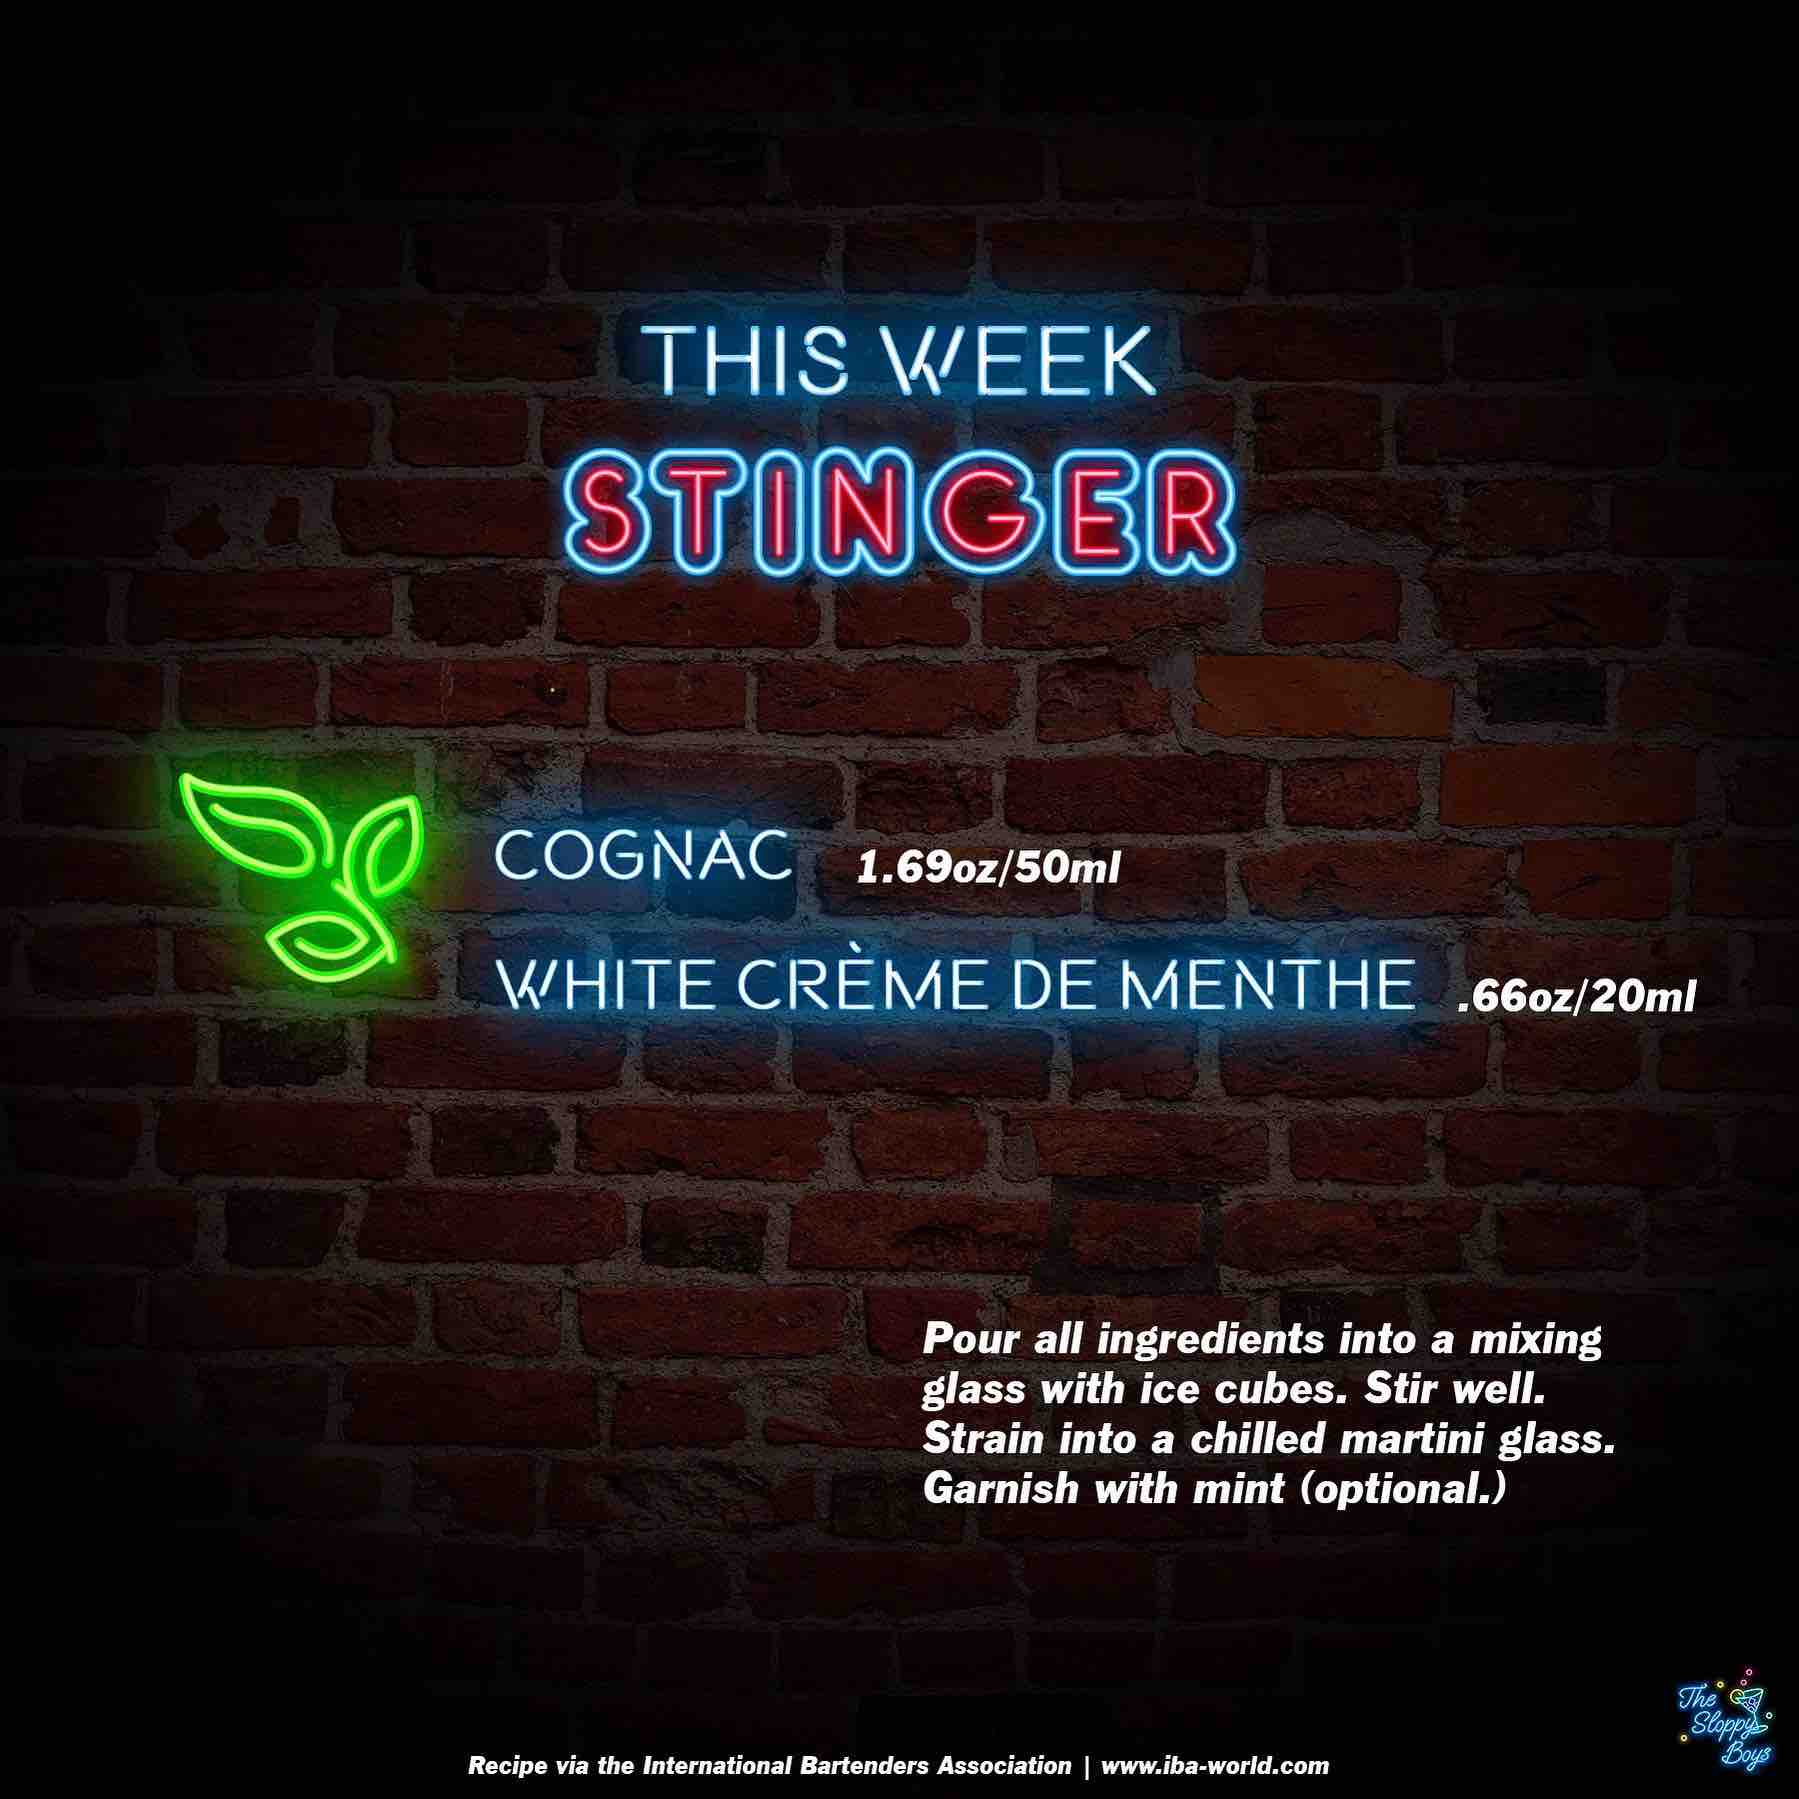 THIS WEEK
STINGER
COGNAC 1.69oz/50ml
WHITE CRÈME DE MENTHE .66oz/20ml
Pour all ingredients into a mixing
glass with ice cubes. Stir well.
Strain into a chilled martini glass.
Garnish with mint (optional.)
Recipe via the International Bartenders Association | www.iba-world.com
The
Sloppy
Boys